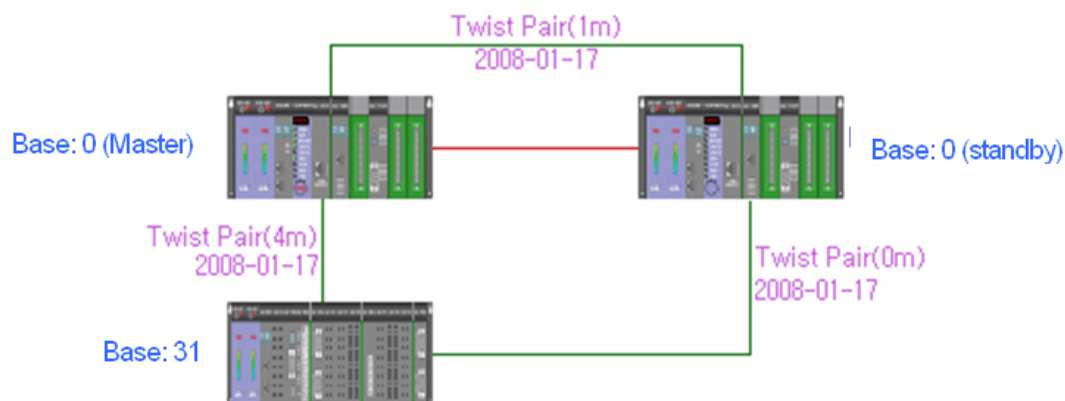 Twist Pair(1m)
2008-01-17
Base: 0 (Master)
Base: 0 (standby)
Twist Pair(4m)
2008-01-17
Twist Pair(0m)
2008-01-17
Base: 31